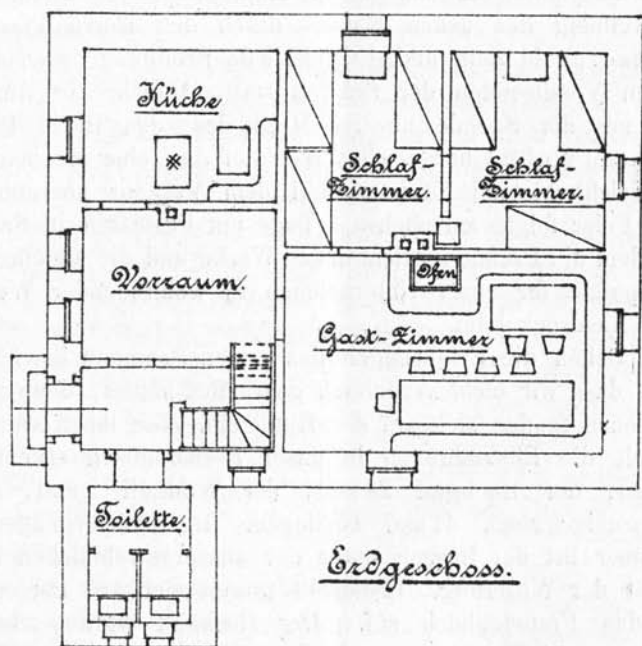 Küche
Schlaf-
Zimmer.
Schlaf-
Zimmer.
Ofen
Vorraum.
Gast-Zimmer
Toilette.
Erdgeschoss.